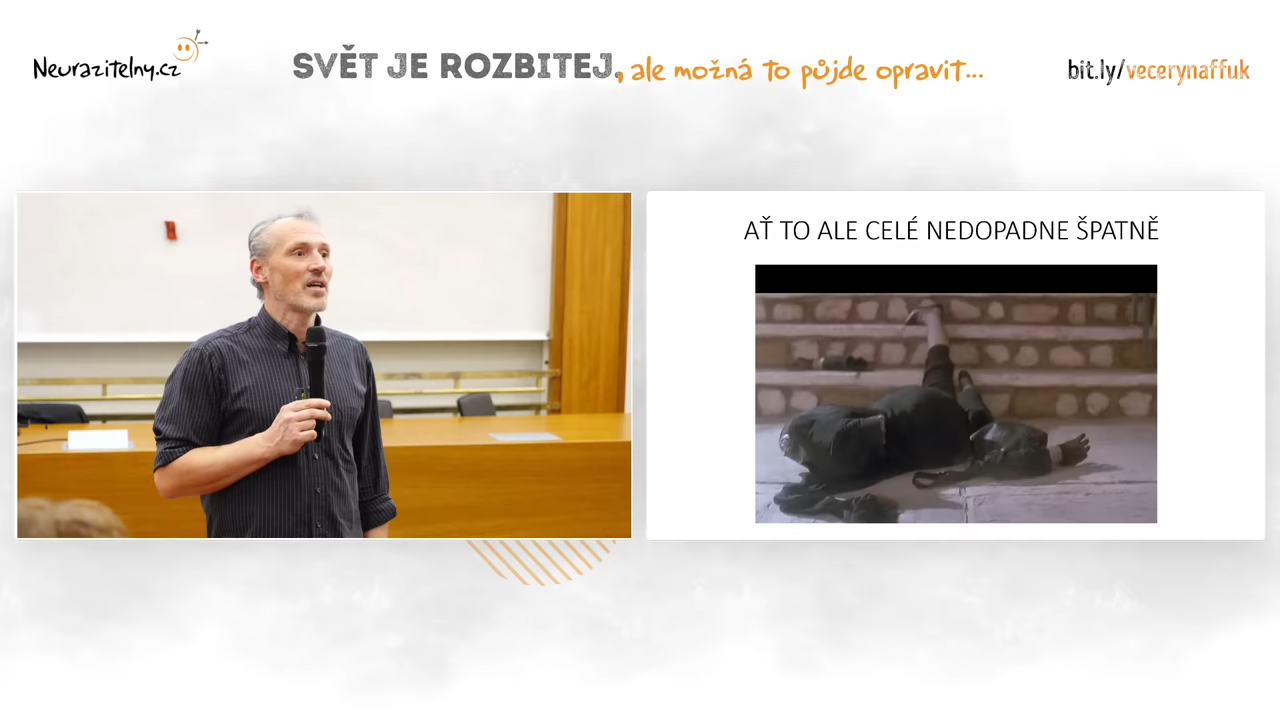 Neurazitelny.cz
SVĚT JE ROZBITEJ, ale možná to půjde opravit...
bit.ly/vecerynaffuk
AŤ TO ALE CELÉ NEDOPADNE ŠPATNĚ